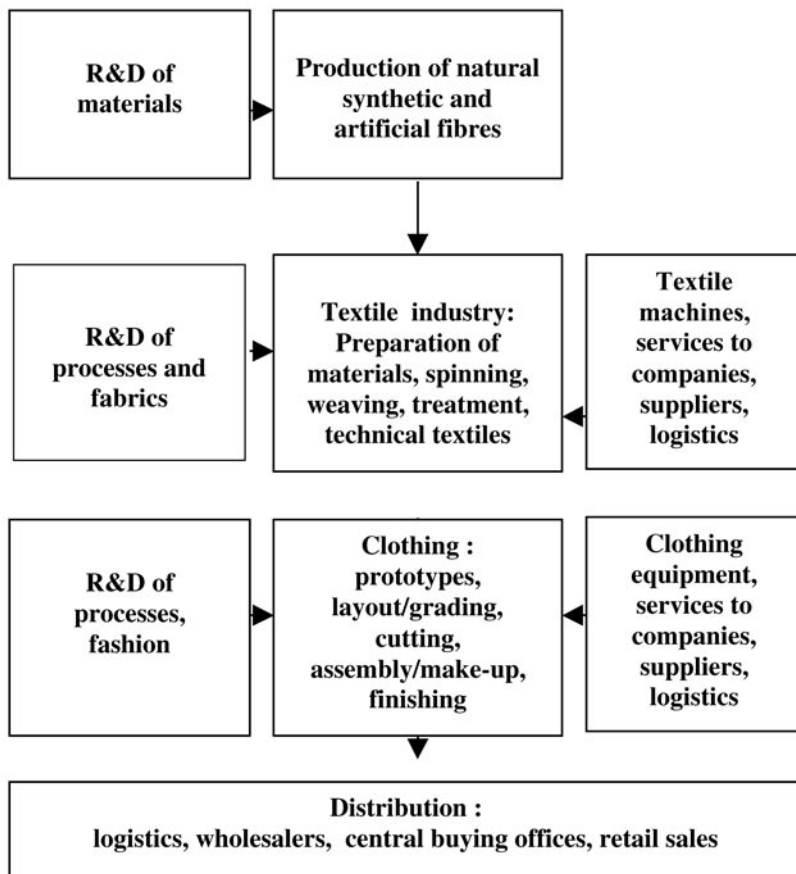 R&D of
materials
Production of natural
synthetic and
artificial fibres
R&D of
processes and
fabrics
Textile industry:
Preparation of
materials, spinning,
weaving, treatment,
technical textiles
Textile
machines,
services to
companies,
suppliers,
logistics
R&D of
processes,
fashion
Clothing :
prototypes,
layout/grading,
cutting,
assembly/make-up,
finishing
Clothing
equipment,
services to
companies,
suppliers,
logistics
Distribution :
logistics, wholesalers, central buying offices, retail sales